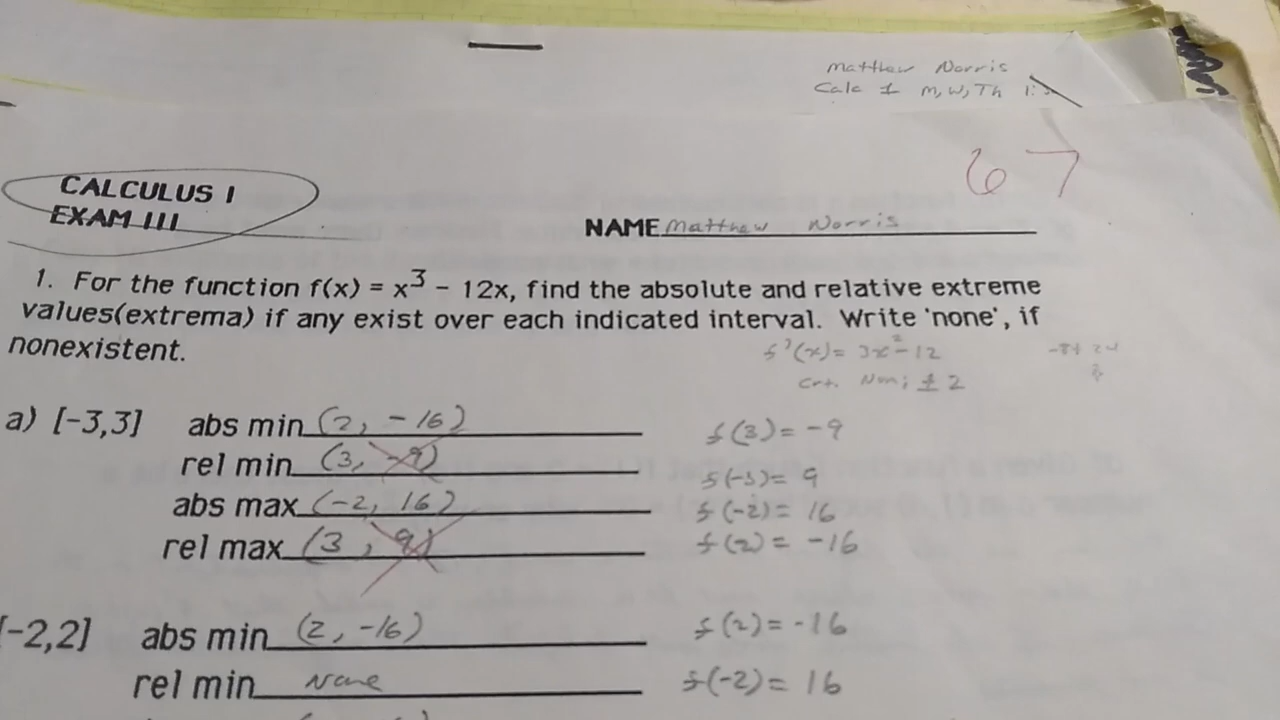 Matthew Norris
Calc 1 M, W, Th
67
CALCULUS I
EXAM III
NAME Matthew Norris
1. For the function f(x) = x³ - 12x, find the absolute and relative extreme
values(extrema) if any exist over each indicated interval. Write 'none', if
nonexistent.
f'(x) = 3x² - 12
-8+24
Crt. Num: ± 2
a) [-3,3] abs min (2, -16)
f(3) = -9
rel min (3, -9)
f(-3) = 9
abs max (-2, 16)
f(-2) = 16
rel max (3, 9)
f(2) = -16
[-2,2] abs min (2, -16)
f(2) = -16
rel min None
f(-2) = 16